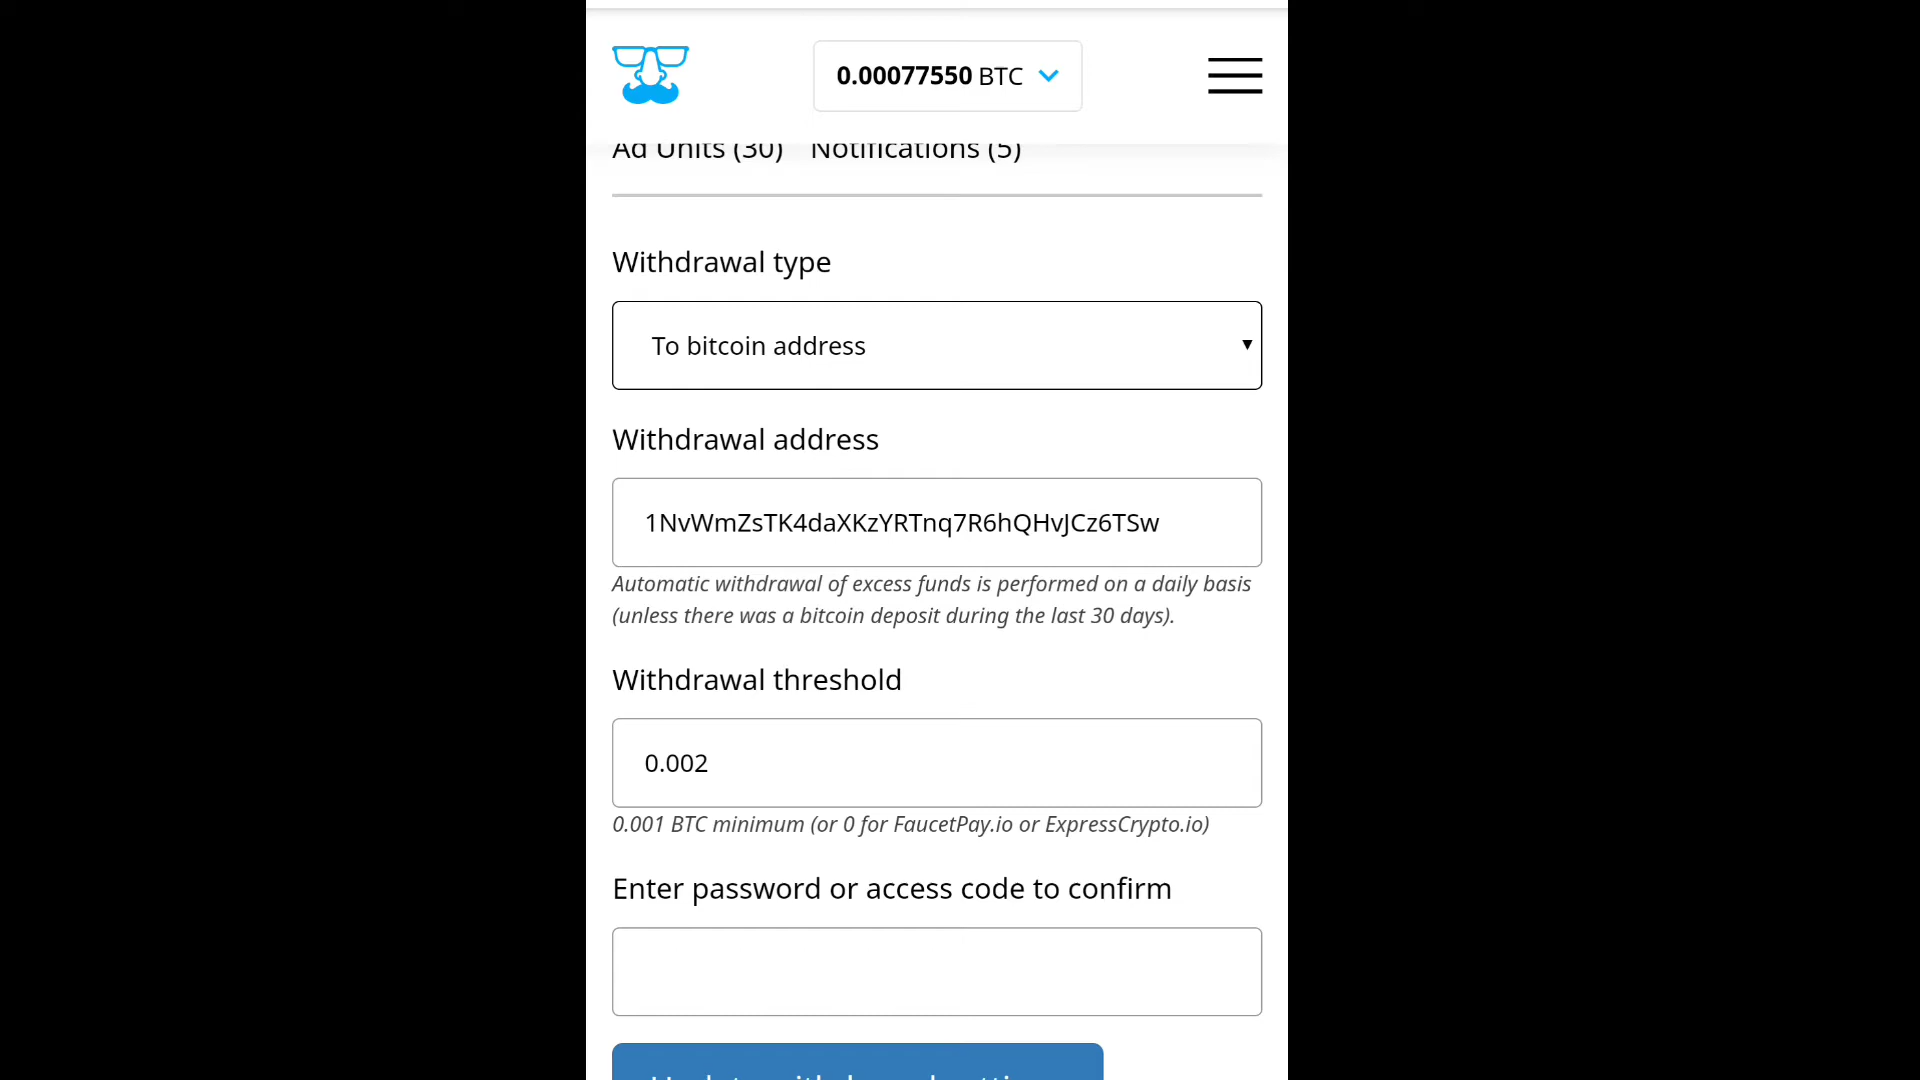 0.00077550 BTC
Ad Units (30) Notifications (5)
Withdrawal type
To bitcoin address
Withdrawal address
1NvWmZsTK4daXKzYRTnq7R6hQHvJCz6TSw
Automatic withdrawal of excess funds is performed on a daily basis
(unless there was a bitcoin deposit during the last 30 days).
Withdrawal threshold
0.002
0.001 BTC minimum (or 0 for FaucetPay.io or ExpressCrypto.io)
Enter password or access code to confirm